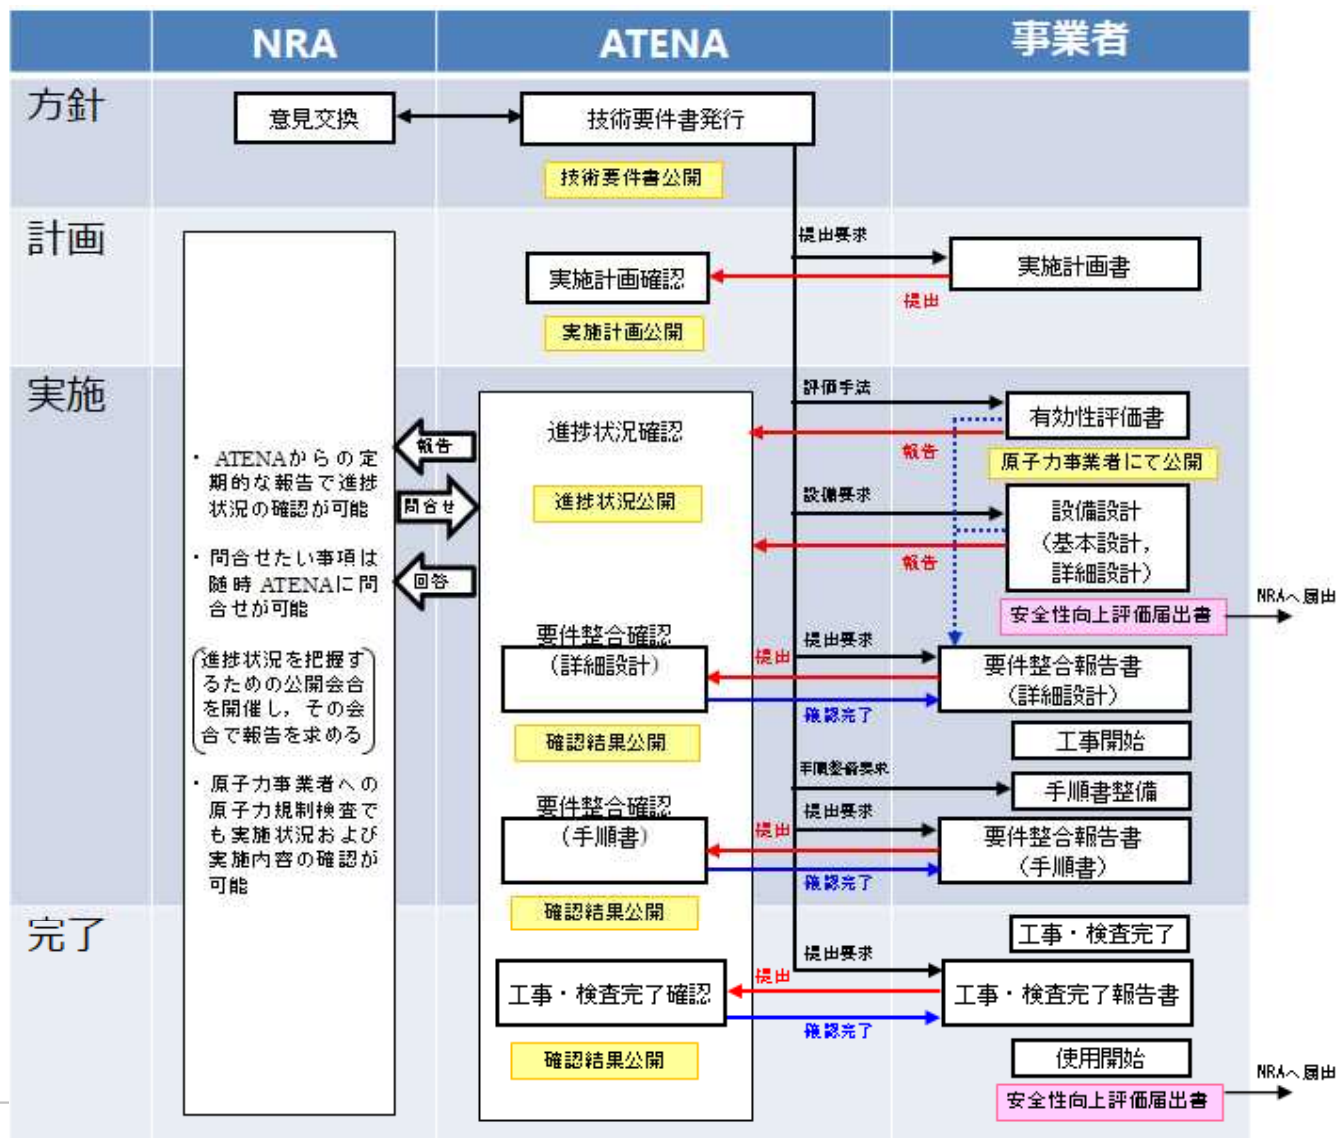 NRA
ATENA
事業者
方針
意見交換
技術要件書発行
技術要件書公開
計画
提出要求
実施計画書
実施計画確認
提出
実施計画公開
実施
評価手法
有効性評価書
進捗状況確認
報告
原子力事業者にて公開
報告
・ATENAからの定
期的な報告で進捗
状況の確認が可能
問合せ
進捗状況公開
設備要求
設備設計
(基本設計,
詳細設計)
報告
・問合せたい事項は
随時ATENAに問
合せが可能
回答
安全性向上評価届出書
NRAへ届出
要件整合確認
(詳細設計)
提出要求
提出
要件整合報告書
(詳細設計)
確認完了
進捗状況を把握す
るための公開会合
を開催し,その会
合で報告を求める
確認結果公開
工事開始
・原子力事業者への
原子力規制検査で
も実施状況および
実施内容の確認が
可能
手順整備要求
手順書整備
要件整合確認
(手順書)
提出要求
提出
要件整合報告書
(手順書)
確認完了
確認結果公開
完了
工事・検査完了
提出要求
提出
工事・検査完了確認
工事・検査完了報告書
確認完了
確認結果公開
使用開始
安全性向上評価届出書
NRAへ届出